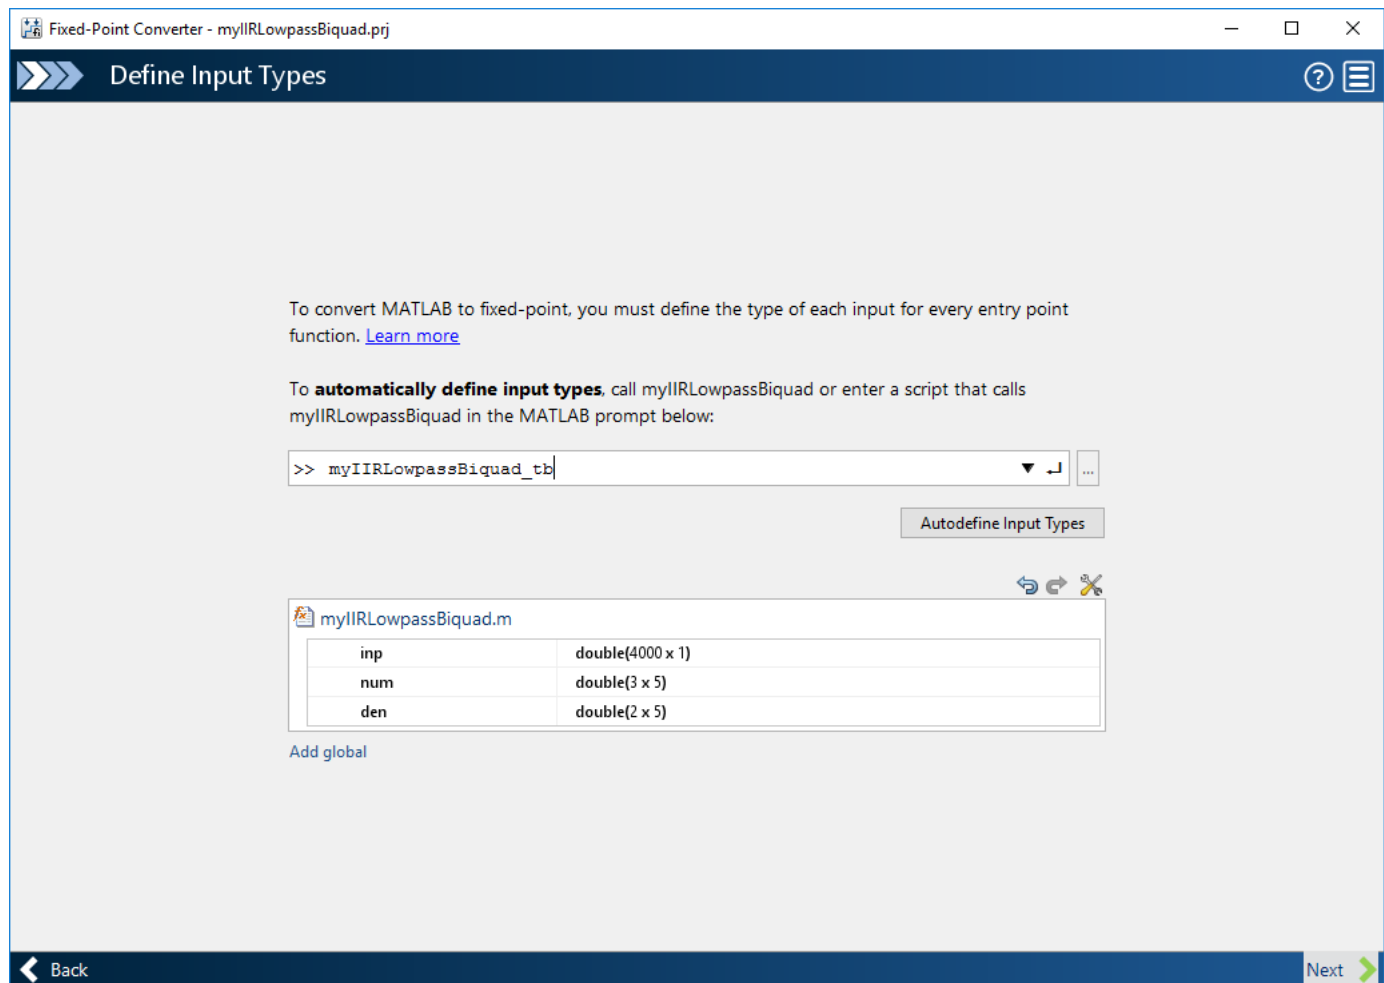 Fixed-Point Converter - myIIRLowpassBiquad.prj
Define Input Types
?
To convert MATLAB to fixed-point, you must define the type of each input for every entry point
function. Learn more
To automatically define input types, call myIIRLowpassBiquad or enter a script that calls
myIIRLowpassBiquad in the MATLAB prompt below:
>> myIIRLowpassBiquad_tb
...
Autodefine Input Types
myIIRLowpassBiquad.m
inp double(4000 x 1)
num double(3 x 5)
den double(2 x 5)
Add global
Back Next